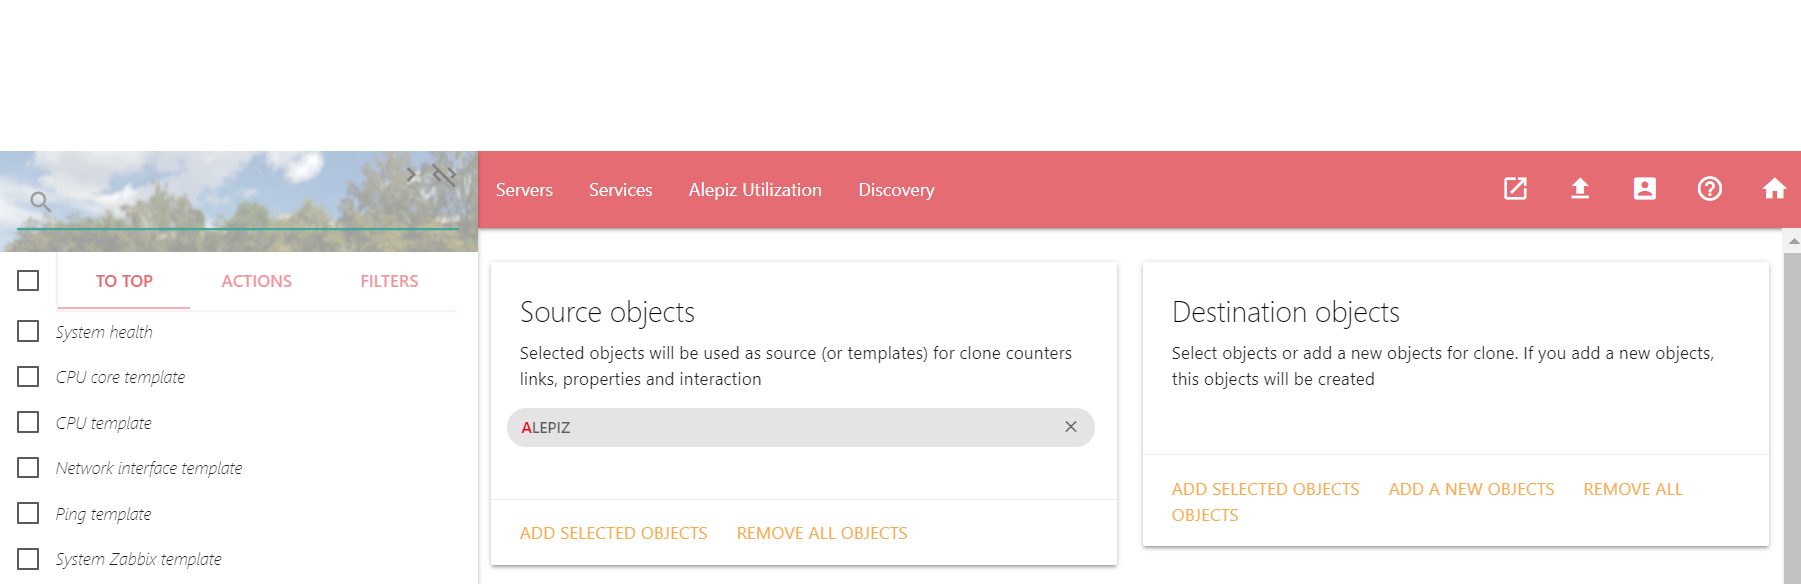 Servers Services Alepiz Utilization Discovery
TO TOP ACTIONS FILTERS
System health
CPU core template
CPU template
Network interface template
Ping template
System Zabbix template
Source objects
Selected objects will be used as source (or templates) for clone counters
links, properties and interaction
ALEPIZ
ADD SELECTED OBJECTS REMOVE ALL OBJECTS
Destination objects
Select objects or add a new objects for clone. If you add a new objects,
this objects will be created
ADD SELECTED OBJECTS ADD A NEW OBJECTS REMOVE ALL
OBJECTS